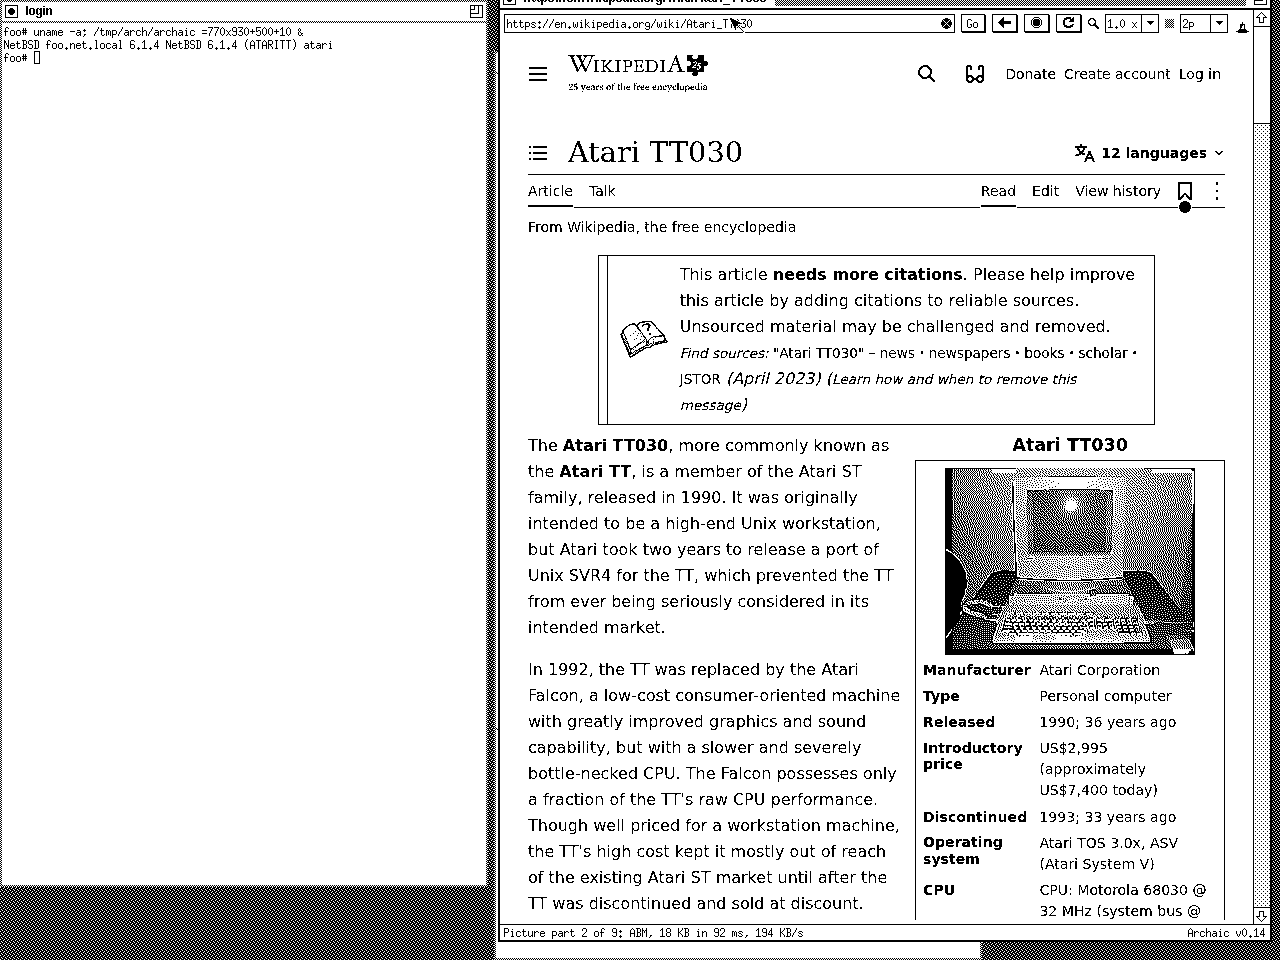 login
foo# uname -a; /tmp/arch/archaic =770x930+500+10 &
NetBSD foo.net.local 6.1.4 NetBSD 6.1.4 (ATARITT) atari
foo#
Go
1.0 x
2p
WIKIPEDIA
25 years of the free encyclopedia
Donate Create account Log in
Atari TT030
12 languages
Article Talk
Read Edit View history
From Wikipedia, the free encyclopedia
This article needs more citations. Please help improve
this article by adding citations to reliable sources.
Unsourced material may be challenged and removed.
Find sources: "Atari TT030" – news · newspapers · books · scholar ·
JSTOR (April 2023) (Learn how and when to remove this
message)
The Atari TT030, more commonly known as
the Atari TT, is a member of the Atari ST
family, released in 1990. It was originally
intended to be a high-end Unix workstation,
but Atari took two years to release a port of
Unix SVR4 for the TT, which prevented the TT
from ever being seriously considered in its
intended market.
In 1992, the TT was replaced by the Atari
Falcon, a low-cost consumer-oriented machine
with greatly improved graphics and sound
capability, but with a slower and severely
bottle-necked CPU. The Falcon possesses only
a fraction of the TT's raw CPU performance.
Though well priced for a workstation machine,
the TT's high cost kept it mostly out of reach
of the existing Atari ST market until after the
TT was discontinued and sold at discount.
Atari TT030
Manufacturer Atari Corporation
Type Personal computer
Released 1990; 36 years ago
Introductory price US$2,995
(approximately
US$7,400 today)
Discontinued 1993; 33 years ago
Operating system Atari TOS 3.0x, ASV
(Atari System V)
CPU CPU: Motorola 68030 @
32 MHz (system bus @
Picture part 2 of 9: ABM, 18 KB in 92 ms, 194 KB/s
Archaic v0.14